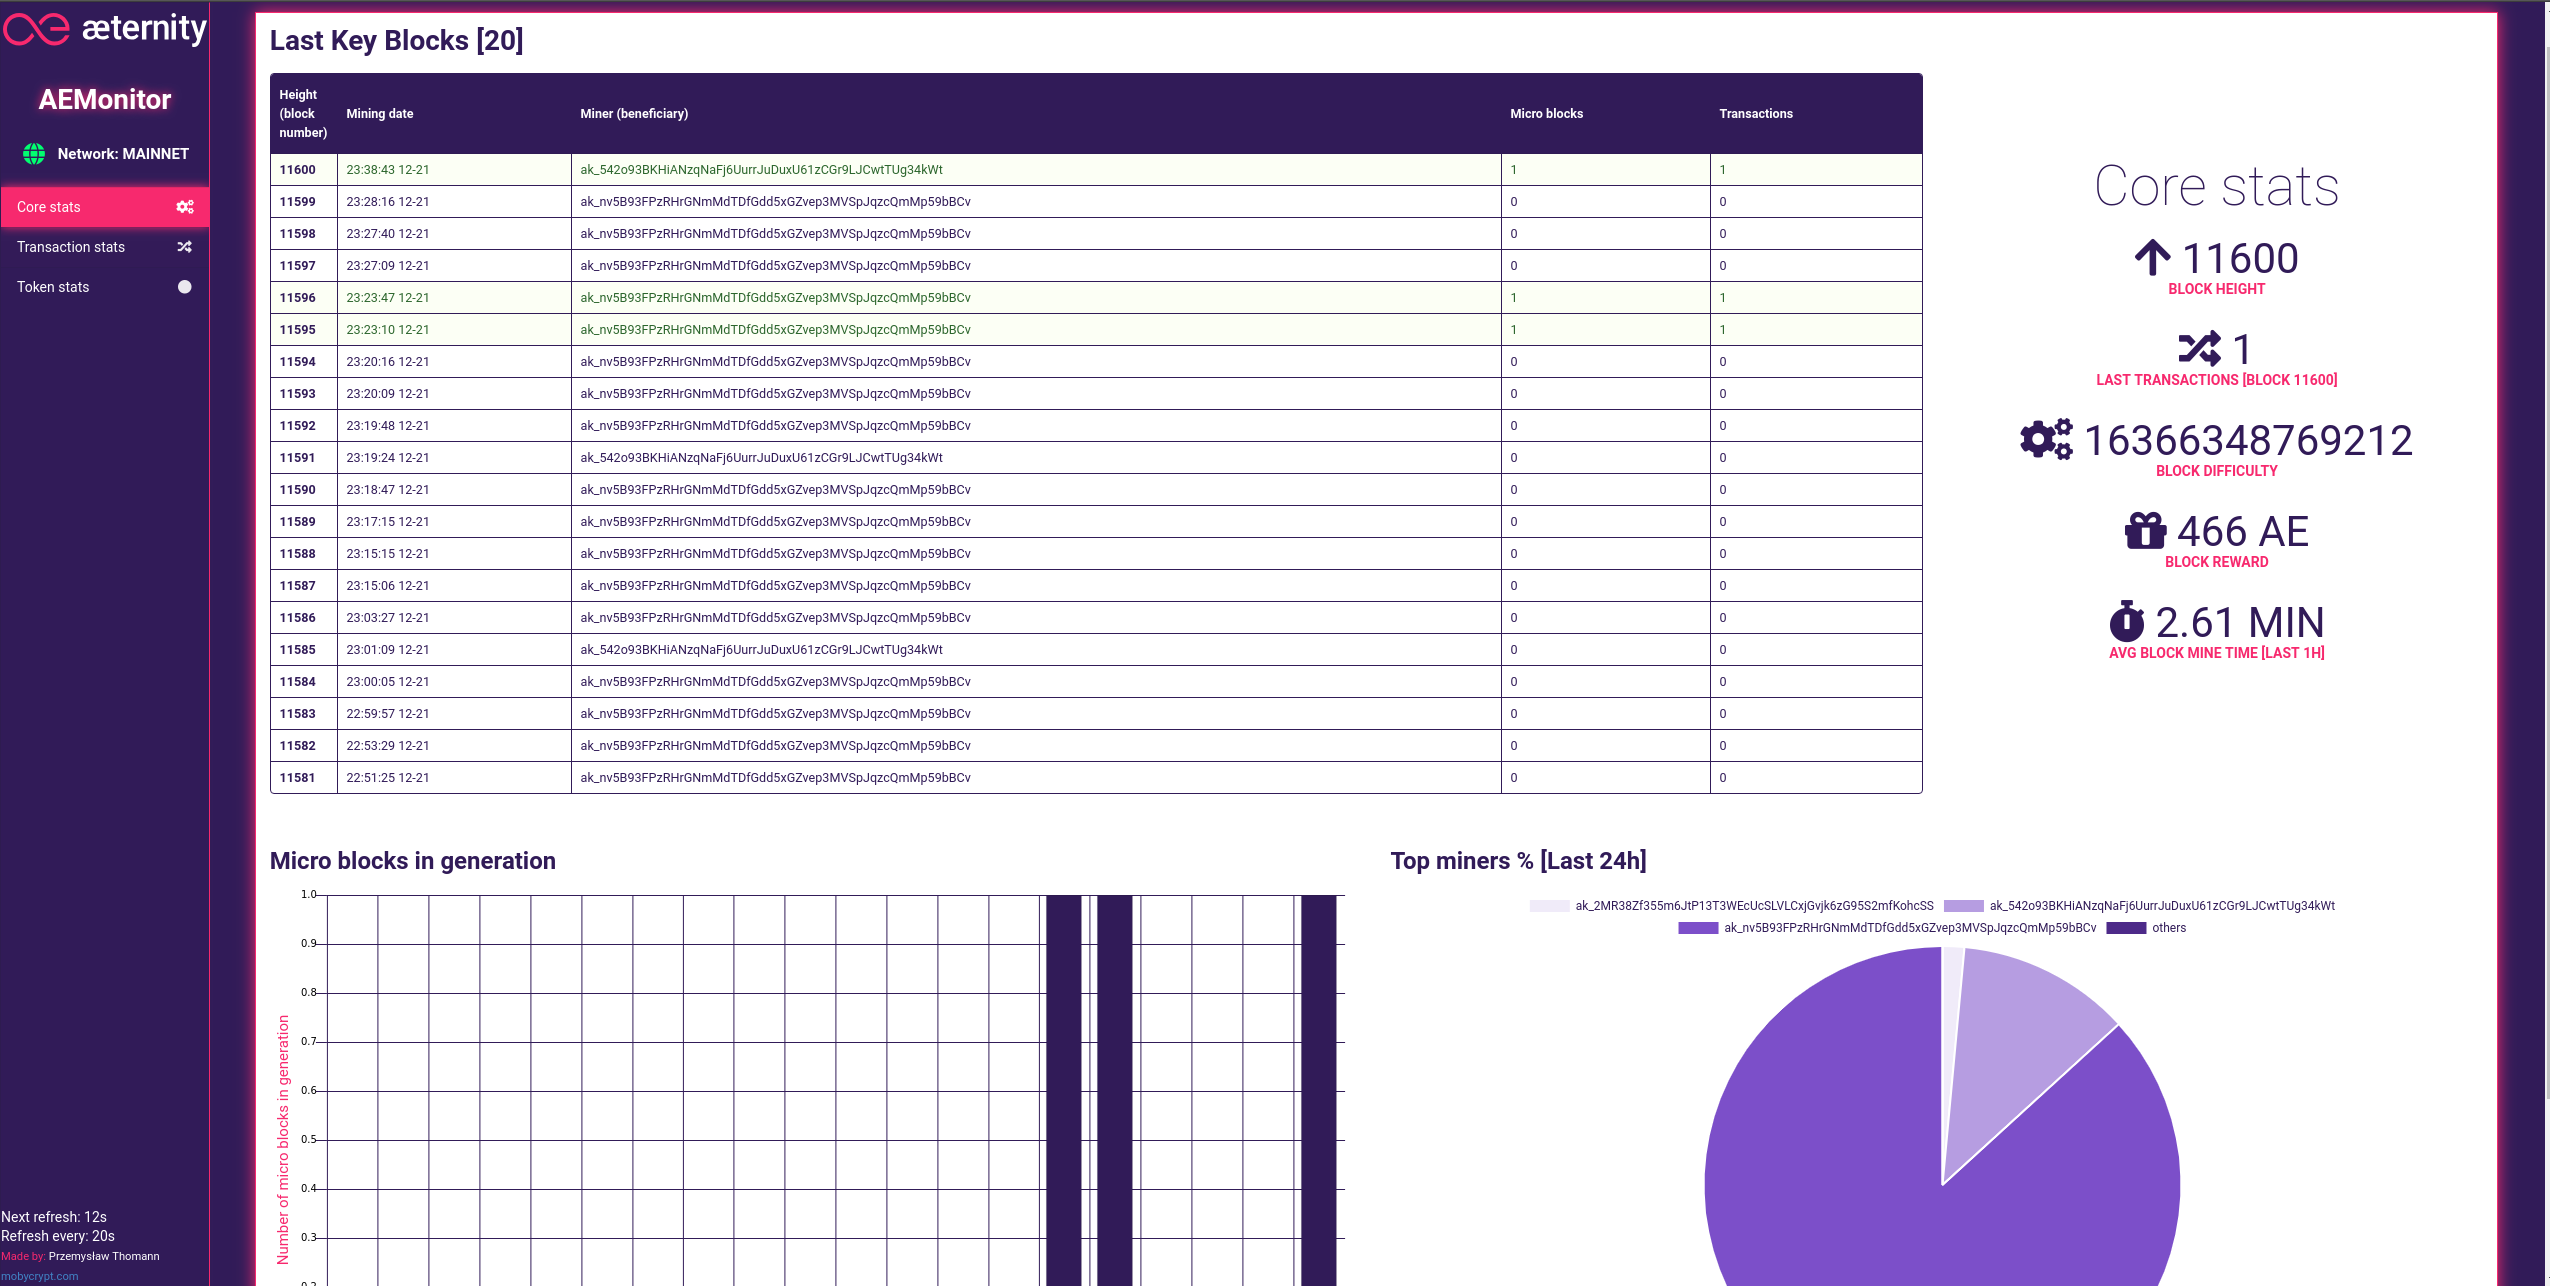 æternity
AEMonitor
Network: MAINNET
Core stats
Transaction stats
Token stats
Next refresh: 12s
Refresh every: 20s
Made by: Przemysław Thomann
mobycrypt.com
Last Key Blocks [20]
Height (block number) Mining date Miner (beneficiary) Micro blocks Transactions
11600 23:38:43 12-21 ak_542o93BKHiANzqNaFj6UurrJuDuxU61zCGr9LJCwtTUg34kWt 1 1
11599 23:28:16 12-21 ak_nv5B93FPzRHrGNmMdTDfGdd5xGZvep3MVSpJqzcQmMp59bBCv 0 0
11598 23:27:40 12-21 ak_nv5B93FPzRHrGNmMdTDfGdd5xGZvep3MVSpJqzcQmMp59bBCv 0 0
11597 23:27:09 12-21 ak_nv5B93FPzRHrGNmMdTDfGdd5xGZvep3MVSpJqzcQmMp59bBCv 0 0
11596 23:23:47 12-21 ak_nv5B93FPzRHrGNmMdTDfGdd5xGZvep3MVSpJqzcQmMp59bBCv 1 1
11595 23:23:10 12-21 ak_nv5B93FPzRHrGNmMdTDfGdd5xGZvep3MVSpJqzcQmMp59bBCv 1 1
11594 23:20:16 12-21 ak_nv5B93FPzRHrGNmMdTDfGdd5xGZvep3MVSpJqzcQmMp59bBCv 0 0
11593 23:20:09 12-21 ak_nv5B93FPzRHrGNmMdTDfGdd5xGZvep3MVSpJqzcQmMp59bBCv 0 0
11592 23:19:48 12-21 ak_nv5B93FPzRHrGNmMdTDfGdd5xGZvep3MVSpJqzcQmMp59bBCv 0 0
11591 23:19:24 12-21 ak_542o93BKHiANzqNaFj6UurrJuDuxU61zCGr9LJCwtTUg34kWt 0 0
11590 23:18:47 12-21 ak_nv5B93FPzRHrGNmMdTDfGdd5xGZvep3MVSpJqzcQmMp59bBCv 0 0
11589 23:17:15 12-21 ak_nv5B93FPzRHrGNmMdTDfGdd5xGZvep3MVSpJqzcQmMp59bBCv 0 0
11588 23:15:15 12-21 ak_nv5B93FPzRHrGNmMdTDfGdd5xGZvep3MVSpJqzcQmMp59bBCv 0 0
11587 23:15:06 12-21 ak_nv5B93FPzRHrGNmMdTDfGdd5xGZvep3MVSpJqzcQmMp59bBCv 0 0
11586 23:03:27 12-21 ak_nv5B93FPzRHrGNmMdTDfGdd5xGZvep3MVSpJqzcQmMp59bBCv 0 0
11585 23:01:09 12-21 ak_542o93BKHiANzqNaFj6UurrJuDuxU61zCGr9LJCwtTUg34kWt 0 0
11584 23:00:05 12-21 ak_nv5B93FPzRHrGNmMdTDfGdd5xGZvep3MVSpJqzcQmMp59bBCv 0 0
11583 22:59:57 12-21 ak_nv5B93FPzRHrGNmMdTDfGdd5xGZvep3MVSpJqzcQmMp59bBCv 0 0
11582 22:53:29 12-21 ak_nv5B93FPzRHrGNmMdTDfGdd5xGZvep3MVSpJqzcQmMp59bBCv 0 0
11581 22:51:25 12-21 ak_nv5B93FPzRHrGNmMdTDfGdd5xGZvep3MVSpJqzcQmMp59bBCv 0 0
Core stats
11600
BLOCK HEIGHT
1
LAST TRANSACTIONS [BLOCK 11600]
16366348769212
BLOCK DIFFICULTY
466 AE
BLOCK REWARD
2.61 MIN
AVG BLOCK MINE TIME [LAST 1H]
Micro blocks in generation
Number of micro blocks in generation
1.0
0.9
0.8
0.7
0.6
0.5
0.4
0.3
Top miners % [Last 24h]
ak_2MR38Zf355m6JtP13T3WEcUcSLVLCxjGvjk6zG95S2mfKohcSS ak_542o93BKHiANzqNaFj6UurrJuDuxU61zCGr9LJCwtTUg34kWt
ak_nv5B93FPzRHrGNmMdTDfGdd5xGZvep3MVSpJqzcQmMp59bBCv others